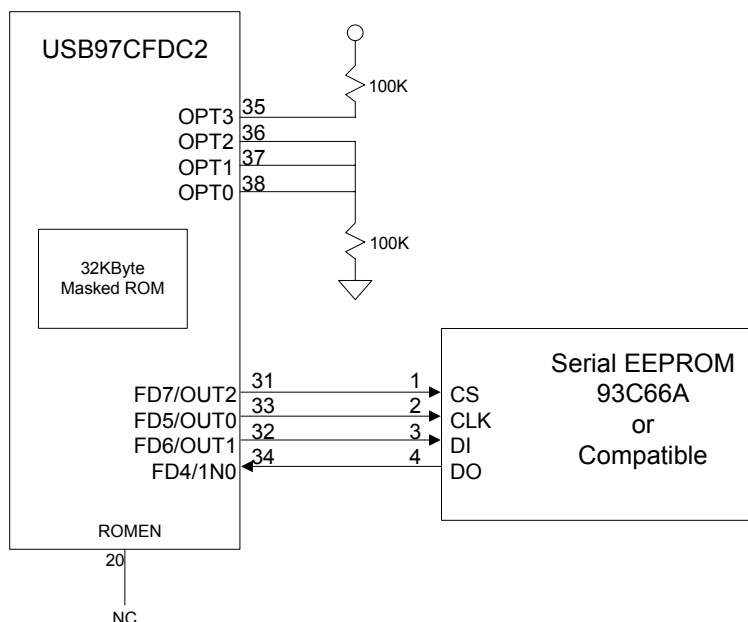 USB97CFDC2
100K
OPT3 35
OPT2 36
OPT1 37
OPT0 38
100K
32KByte
Masked ROM
Serial EEPROM
93C66A
or
Compatible
FD7/OUT2 31 1 CS
FD5/OUT0 33 2 CLK
FD6/OUT1 32 3 DI
FD4/1N0 34 4 DO
ROMEN
20
NC